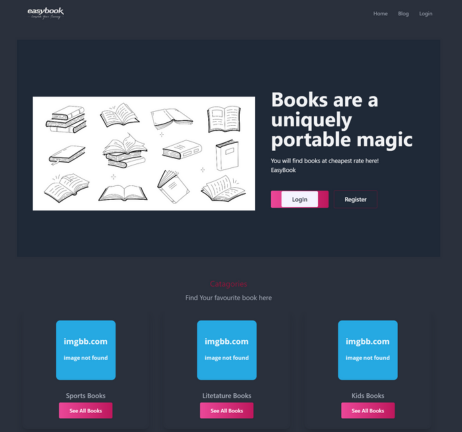 easybook
Home Blog Login
Books are a
uniquely
portable magic
You will find books at cheapest rate here!
EasyBook
Login Register
Categories
Find Your favourite book here
imgbb.com imgbb.com imgbb.com
image not found image not found image not found
Sports Books Litetature Books Kids Books
See All Books See All Books See All Books